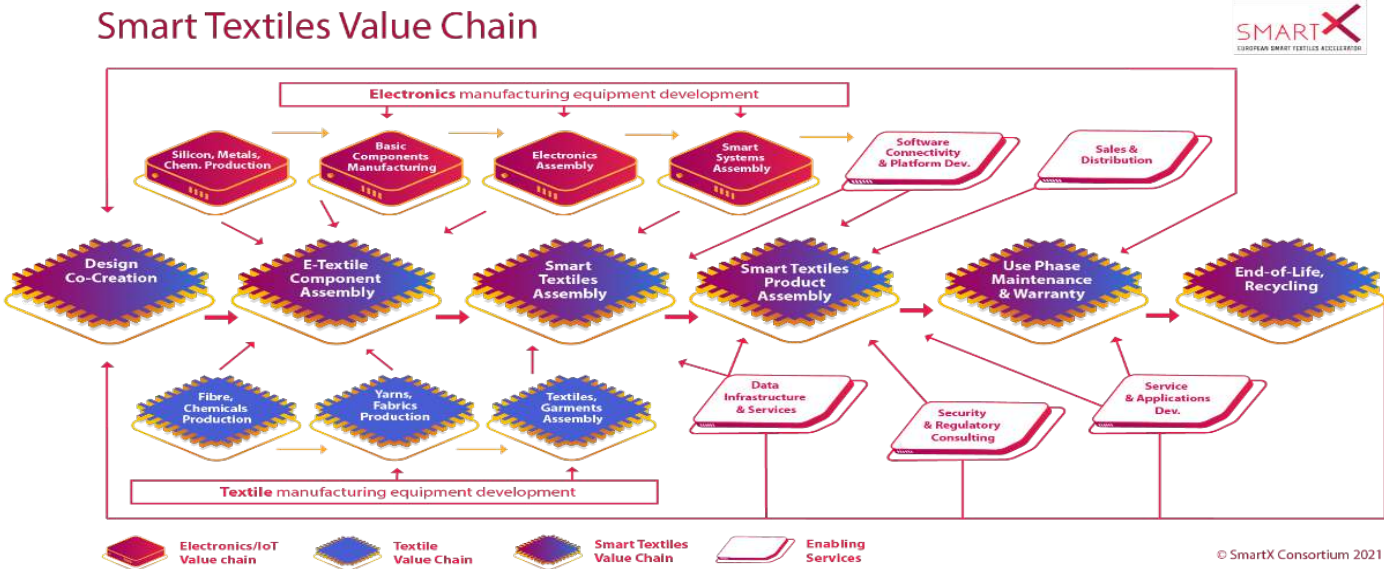 Smart Textiles Value Chain
SMARTX
EUROPEAN SMART TEXTILES ACCELERATOR
Electronics manufacturing equipment development
Silicon, Metals,
Chem. Production
Basic
Components
Manufacturing
Electronics
Assembly
Smart
Systems
Assembly
Software
Connectivity
& Platform Dev.
Sales &
Distribution
Design
Co-Creation
E-Textile
Component
Assembly
Smart
Textiles
Assembly
Smart Textiles
Product
Assembly
Use Phase
Maintenance
& Warranty
End-of-Life,
Recycling
Fibre,
Chemicals
Production
Yarns,
Fabrics
Production
Textiles,
Garments
Assembly
Data
Infrastructure
& Services
Security
& Regulatory
Consulting
Service
& Applications
Dev.
Textile manufacturing equipment development
Electronics/IoT
Value chain
Textile
Value Chain
Smart Textiles
Value Chain
Enabling
Services
© SmartX Consortium 2021